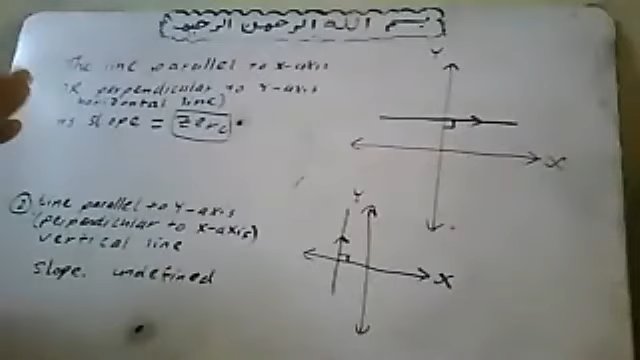 بسم الله الرحمن الرحيم
The line parallel to x-axis
perpendicular to Y-axis
horizontal line)
its slope = zero
② Line parallel to Y-axis
(perpendicular to X-axis)
vertical line
slope. undefined
Y
X
Y
X